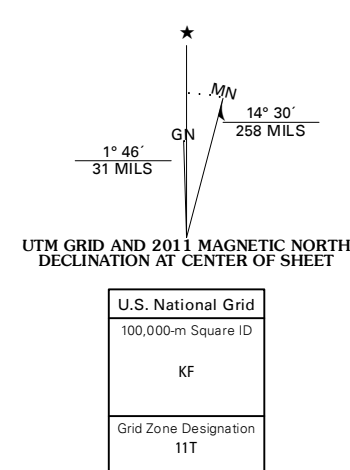 ★
MN
GN
14° 30´
258 MILS
1° 46´
31 MILS
UTM GRID AND 2011 MAGNETIC NORTH
DECLINATION AT CENTER OF SHEET
U.S. National Grid
100,000-m Square ID
KF
Grid Zone Designation
11T